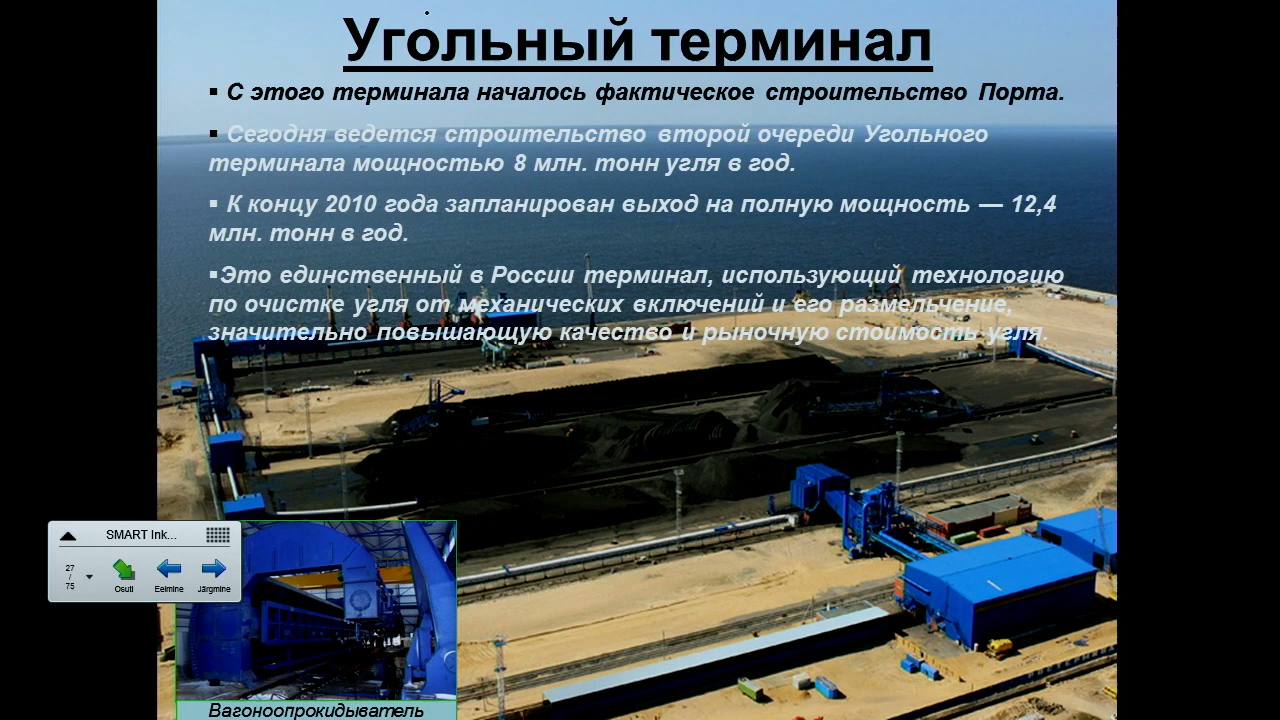 Угольный терминал
▪ С этого терминала началось фактическое строительство Порта.
▪ Сегодня ведется строительство второй очереди Угольного
терминала мощностью 8 млн. тонн угля в год.
▪ К концу 2010 года запланирован выход на полную мощность — 12,4
млн. тонн в год.
▪Это единственный в России терминал, использующий технологию
по очистке угля от механических включений и его размельчение,
значительно повышающую качество и рыночную стоимость угля.
SMART Ink...
27
/
75
Osuti
Eelmine
Järgmine
Вагоноопрокидыватель